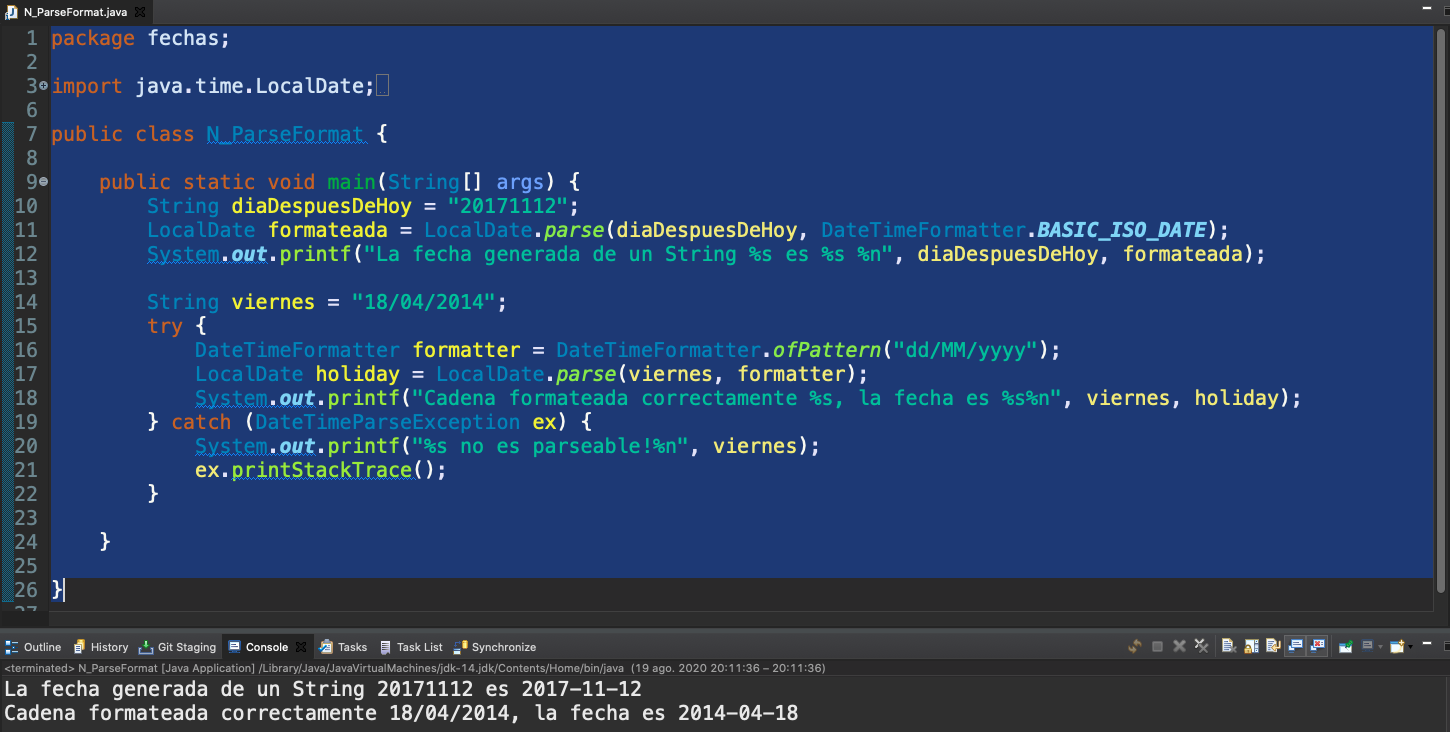 N_ParseFormat.java
1 package fechas;
2
3 import java.time.LocalDate;
6
7 public class N_ParseFormat {
8
9     public static void main(String[] args) {
10         String diaDespuesDeHoy = "20171112";
11         LocalDate formateada = LocalDate.parse(diaDespuesDeHoy, DateTimeFormatter.BASIC_ISO_DATE);
12         System.out.printf("La fecha generada de un String %s es %s %n", diaDespuesDeHoy, formateada);
13
14         String viernes = "18/04/2014";
15         try {
16             DateTimeFormatter formatter = DateTimeFormatter.ofPattern("dd/MM/yyyy");
17             LocalDate holiday = LocalDate.parse(viernes, formatter);
18             System.out.printf("Cadena formateada correctamente %s, la fecha es %s%n", viernes, holiday);
19         } catch (DateTimeParseException ex) {
20             System.out.printf("%s no es parseable!%n", viernes);
21             ex.printStackTrace();
22         }
23
24     }
25
26 }
27
Outline History Git Staging Console Tasks Task List Synchronize
<terminated> N_ParseFormat [Java Application] /Library/Java/JavaVirtualMachines/jdk-14.jdk/Contents/Home/bin/java (19 ago. 2020 20:11:36 – 20:11:36)
La fecha generada de un String 20171112 es 2017-11-12
Cadena formateada correctamente 18/04/2014, la fecha es 2014-04-18